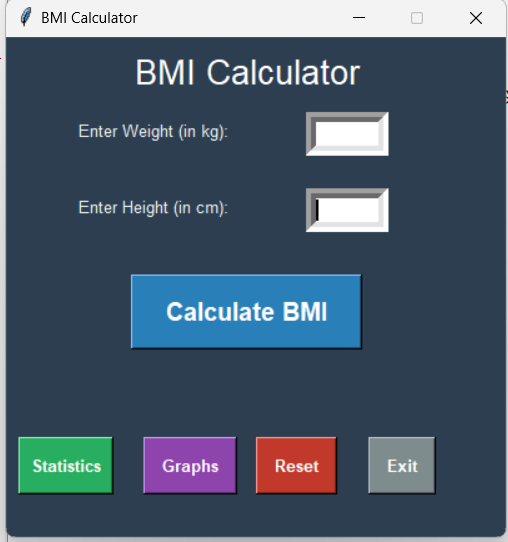 BMI Calculator
BMI Calculator
Enter Weight (in kg):
Enter Height (in cm):
Calculate BMI
Statistics Graphs Reset Exit